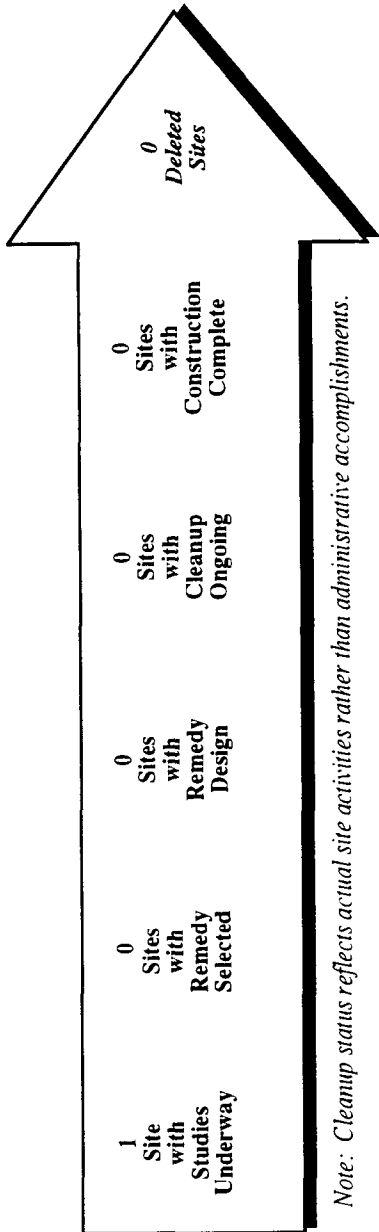 1
Site
with
Studies
Underway
0
Sites
with
Remedy
Selected
0
Sites
with
Remedy
Design
0
Sites
with
Cleanup
Ongoing
0
Sites
with
Construction
Complete
0
Deleted
Sites
Note: Cleanup status reflects actual site activities rather than administrative accomplishments.